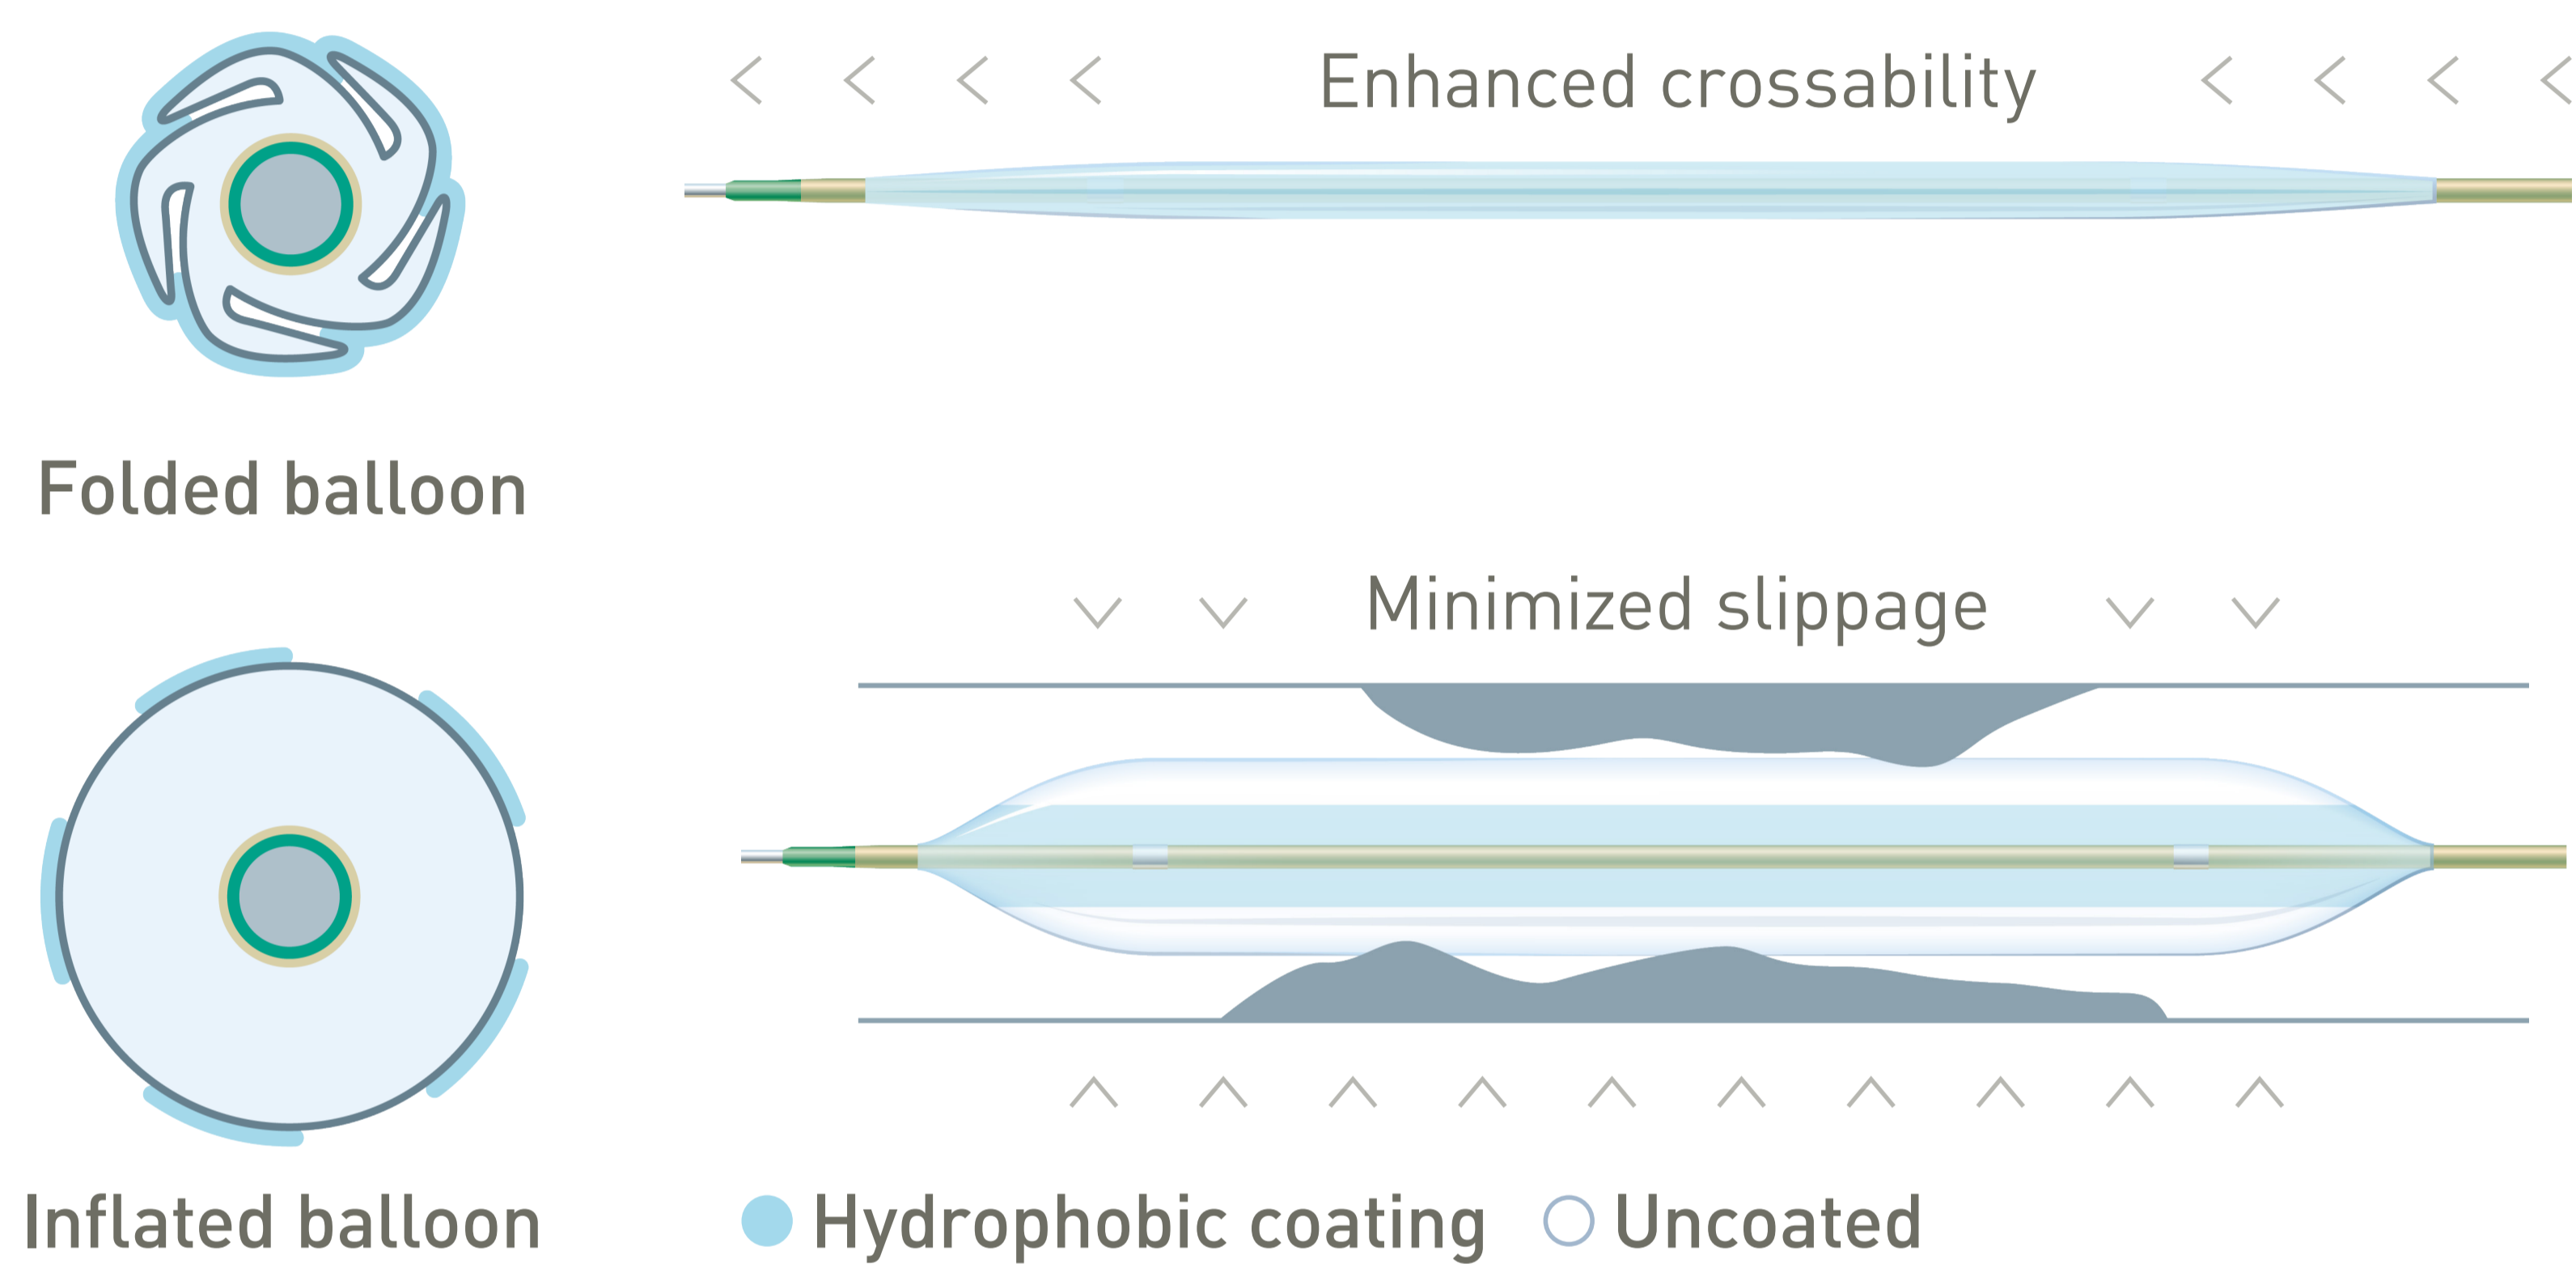 Enhanced crossability
Folded balloon
Minimized slippage
Inflated balloon
Hydrophobic coating
Uncoated